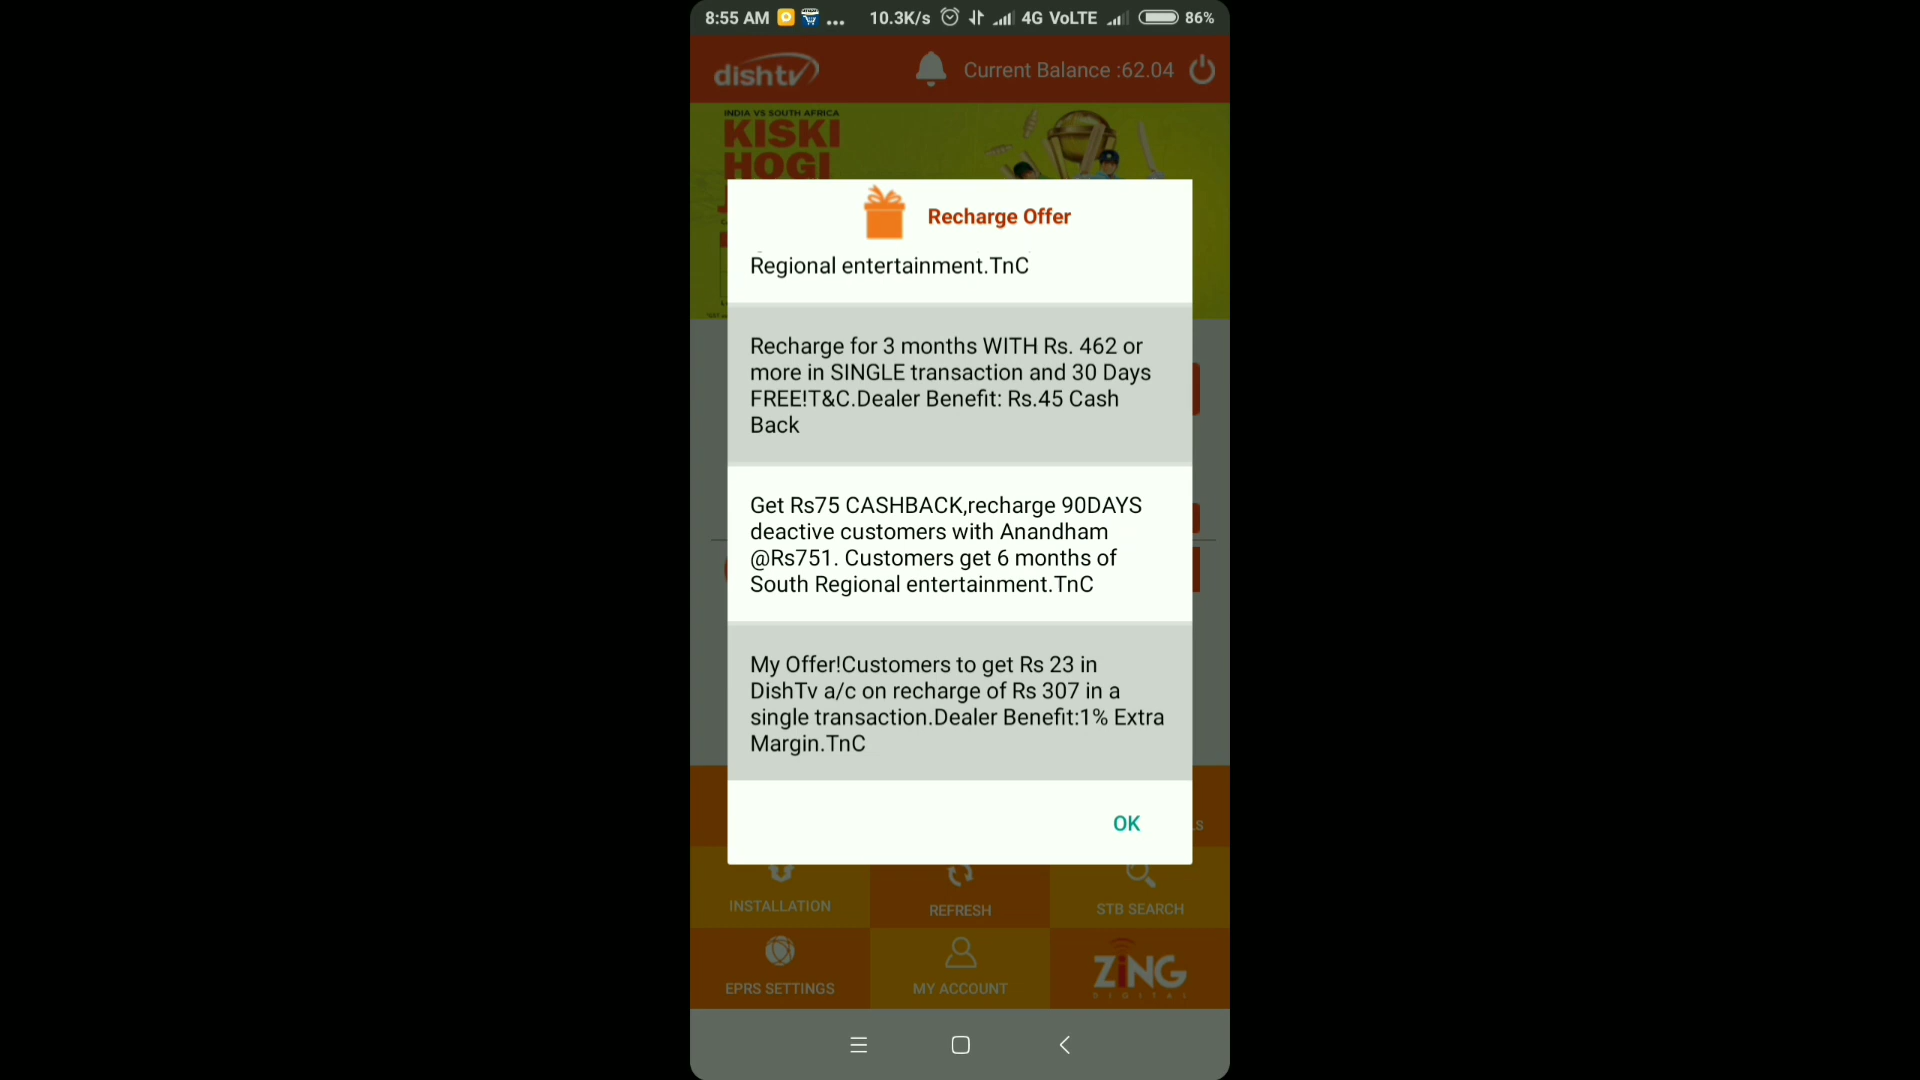 8:55 AM ... 10.3K/s 4G VoLTE 86%
dishtv Current Balance :62.04
INDIA VS SOUTH AFRICA
KISKI
HOGI
Recharge Offer
Regional entertainment.TnC
Recharge for 3 months WITH Rs. 462 or
more in SINGLE transaction and 30 Days
FREE!T&C.Dealer Benefit: Rs.45 Cash
Back
Get Rs75 CASHBACK,recharge 90DAYS
deactive customers with Anandham
@Rs751. Customers get 6 months of
South Regional entertainment.TnC
My Offer!Customers to get Rs 23 in
DishTv a/c on recharge of Rs 307 in a
single transaction.Dealer Benefit:1% Extra
Margin.TnC
OK
INSTALLATION REFRESH STB SEARCH
EPRS SETTINGS MY ACCOUNT ZiNG
DIGITAL